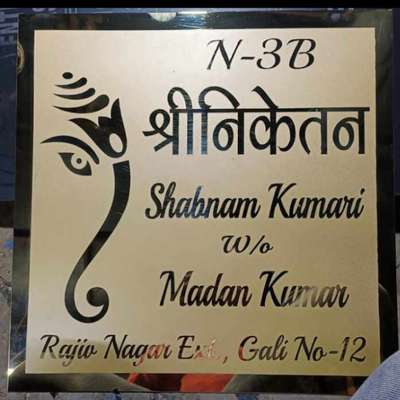 N-3B
श्रीनिकेतन
Shabnam Kumari
W/o
Madan Kumar
Rajiv Nagar Ext., Gali No-12